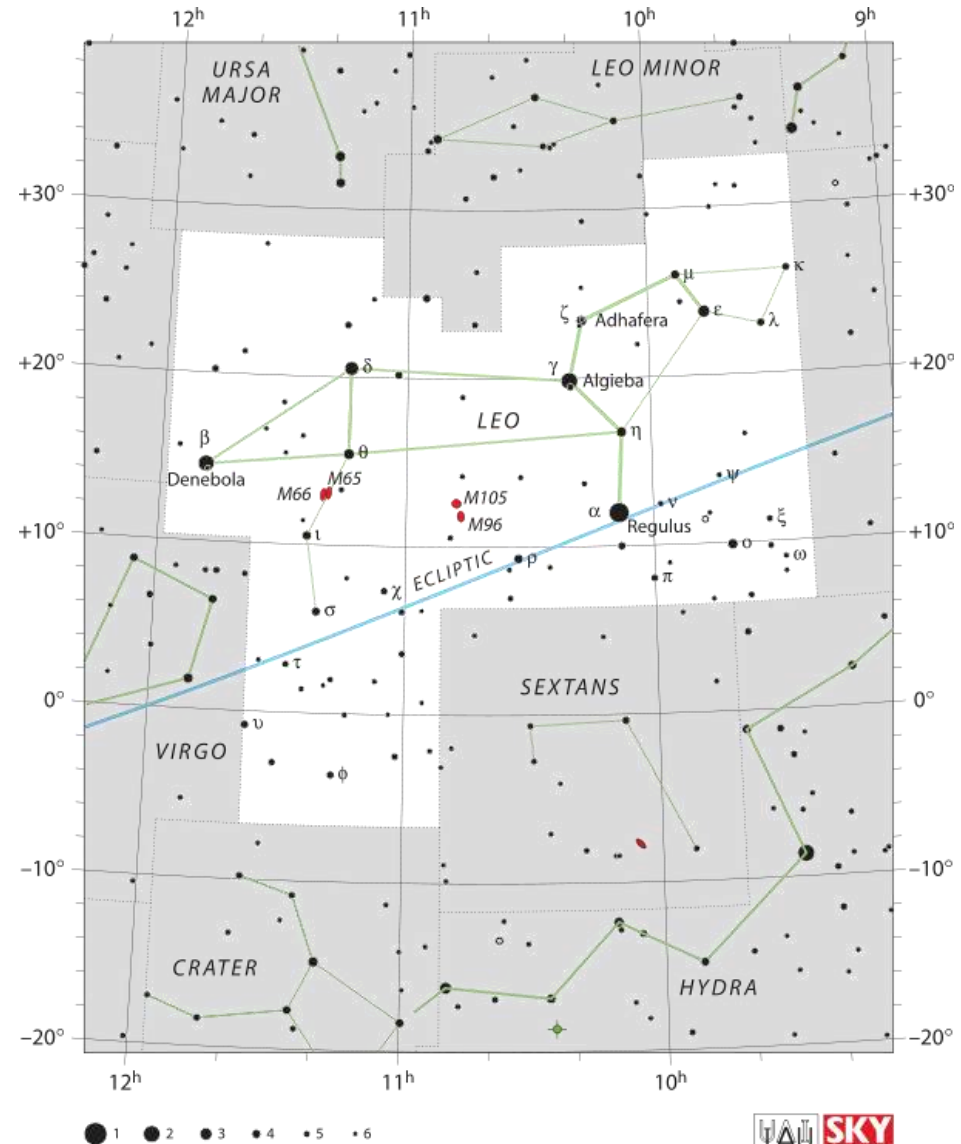 12h 11h 10h 9h
URSA
MAJOR
LEO MINOR
+30° +30°
κ
μ
ε
λ
ζ Adhafera
+20° +20°
δ
γ Algieba
LEO
η
β
Denebola
θ
M66 M65
M105
M96
ψ
ν
α Regulus
ξ
+10° +10°
ι
ο
ω
ρ
ECLIPTIC
π
χ
σ
τ
SEXTANS
0° 0°
υ
VIRGO
φ
−10° −10°
CRATER
HYDRA
−20° −20°
12h 11h 10h
1 2 3 4 5 6
IAU SKY